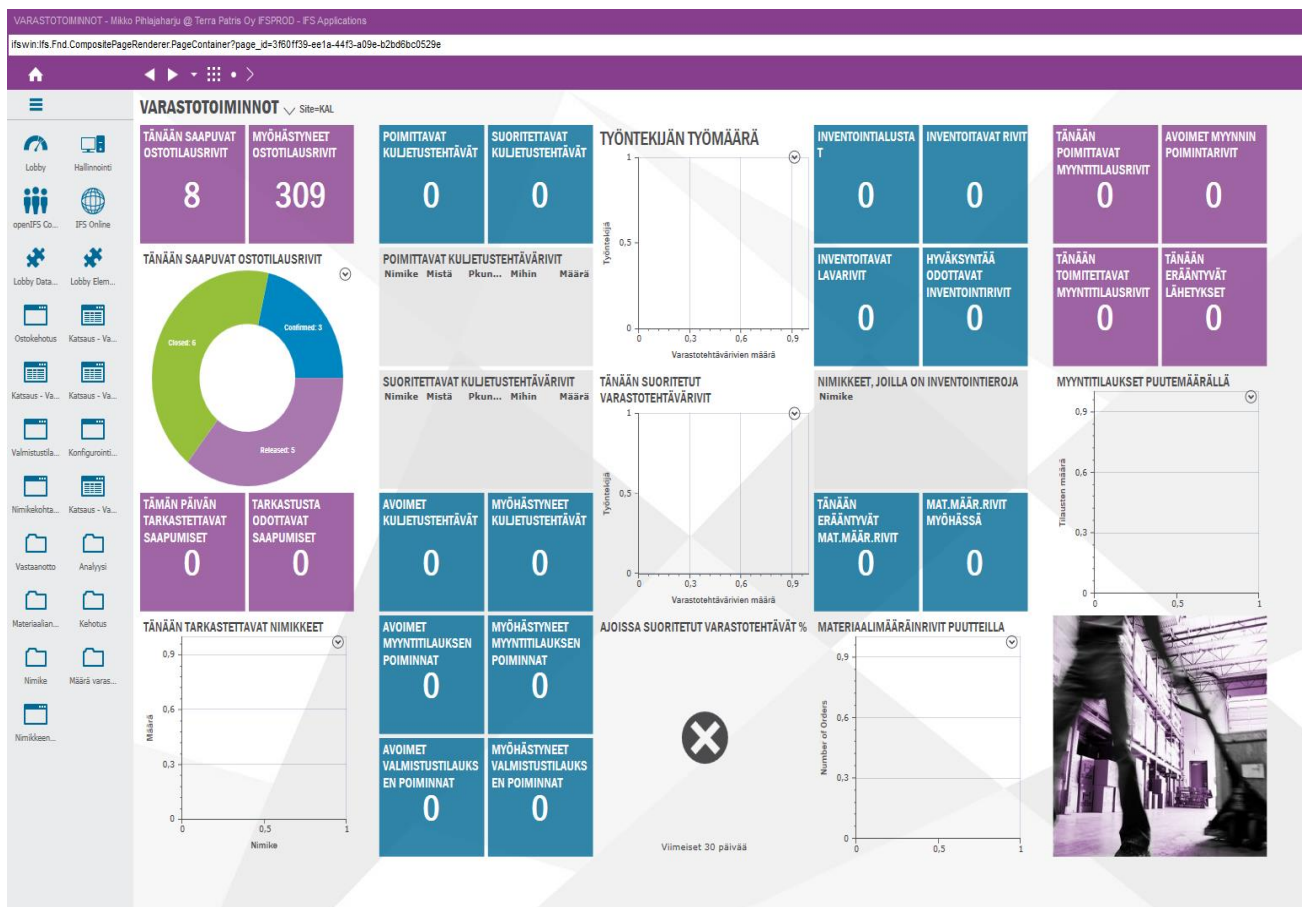 VARASTOTOIMINNOT - Mikko Pihlajaharju @ Terra Patris Oy IFSPROD - IFS Applications
ifswin:Ifs.Fnd.CompositePageRenderer.PageContainer?page_id=3f60ff39-ee1a-44f3-a09e-b2bd6bc0529e
VARASTOTOIMINNOT Site=KAL
Lobby
Hallinnointi
openIFS Co...
IFS Online
Lobby Data...
Lobby Elem...
Ostokehotus
Katsaus - Va...
Katsaus - Va...
Katsaus - Va...
Valmistustila...
Konfigurointi...
Nimikekohta...
Katsaus - Va...
Vastaanotto
Analyysi
Materiaalian...
Kehotus
Nimike
Määrä varas...
Nimikkeen...
TÄNÄÄN SAAPUVAT
OSTOTILAUSRIVIT
8
MYÖHÄSTYNEET
OSTOTILAUSRIVIT
309
TÄNÄÄN SAAPUVAT OSTOTILAUSRIVIT
Confirmed: 3
Closed: 6
Released: 5
TÄMÄN PÄIVÄN
TARKASTETTAVAT
SAAPUMISET
0
TARKASTUSTA
ODOTTAVAT
SAAPUMISET
0
TÄNÄÄN TARKASTETTAVAT NIMIKKEET
0,9
0,6
0,3
0
Määrä
0
0,5
1
Nimike
POIMITTAVAT
KULJETUSTEHTÄVÄT
0
SUORITETTAVAT
KULJETUSTEHTÄVÄT
0
POIMITTAVAT KULJETUSTEHTÄVÄRIVIT
Nimike Mistä Pkun... Mihin Määrä
SUORITETTAVAT KULJETUSTEHTÄVÄRIVIT
Nimike Mistä Pkun... Mihin Määrä
AVOIMET
KULJETUSTEHTÄVÄT
0
MYÖHÄSTYNEET
KULJETUSTEHTÄVÄT
0
AVOIMET
MYYNTITILAUKSEN
POIMINNAT
0
MYÖHÄSTYNEET
MYYNTITILAUKSEN
POIMINNAT
0
AVOIMET
VALMISTUSTILAUKS
EN POIMINNAT
0
MYÖHÄSTYNEET
VALMISTUSTILAUKS
EN POIMINNAT
0
TYÖNTEKIJÄN TYÖMÄÄRÄ
1
0,5
0
Työntekijä
0
0,3
0,6
0,9
Varastotehtävärivien määrä
TÄNÄÄN SUORITETUT
VARASTOTEHTÄVÄRIVIT
1
0,5
0
Työntekijä
0
0,3
0,6
0,9
Varastotehtävärivien määrä
AJOISSA SUORITETUT VARASTOTEHTÄVÄT %
Viimeiset 30 päivää
INVENTOINTIALUSTA
T
0
INVENTOITAVAT RIVIT
0
INVENTOITAVAT
LAVARIVIT
0
HYVÄKSYNTÄÄ
ODOTTAVAT
INVENTOINTIRIVIT
0
NIMIKKEET, JOILLA ON INVENTOINTIEROJA
Nimike
TÄNÄÄN
ERÄÄNTYVÄT
MAT.MÄÄR.RIVIT
0
MAT.MÄÄR.RIVIT
MYÖHÄSSÄ
0
MATERIAALIMÄÄRÄINRIVIT PUUTTEILLA
0,9
0,6
0,3
0
Number of Orders
0
0,5
1
TÄNÄÄN
POIMITTAVAT
MYYNTITILAUSRIVIT
0
AVOIMET MYYNNIN
POIMINTARIVIT
0
TÄNÄÄN
TOIMITETTAVAT
MYYNTITILAUSRIVIT
0
TÄNÄÄN
ERÄÄNTYVÄT
LÄHETYKSET
0
MYYNTITILAUKSET PUUTEMÄÄRÄLLÄ
0,9
0,6
0,3
0
Tilausten määrä
0
0,5
1